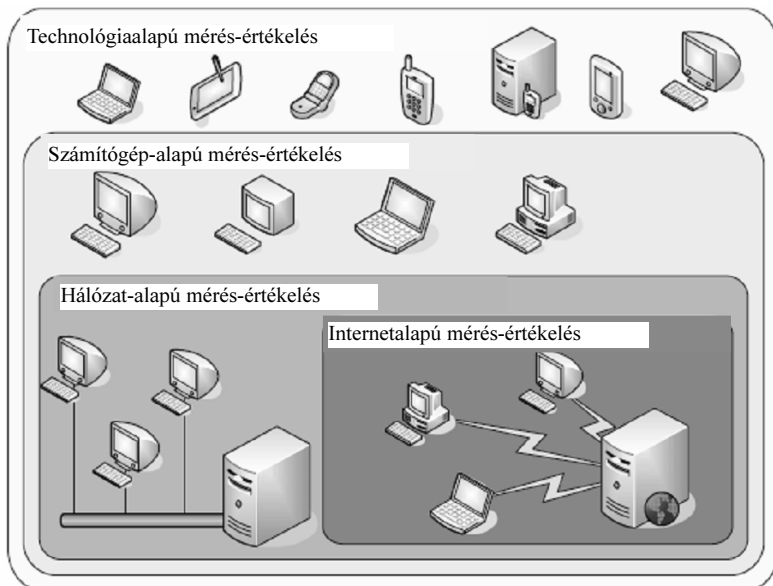 Technológiaalapú mérés-értékelés
Számítógép-alapú mérés-értékelés
Hálózat-alapú mérés-értékelés
Internetalapú mérés-értékelés